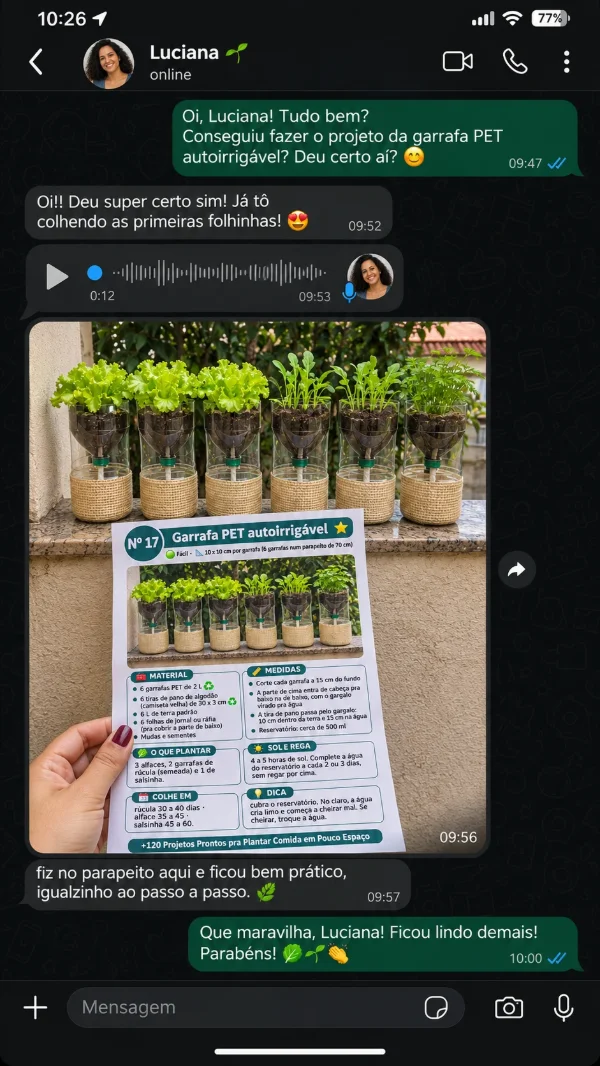 10:26
77%
Luciana
online
Oi, Luciana! Tudo bem?
Conseguiu fazer o projeto da garrafa PET
autoirrigável? Deu certo aí? 😊
09:47
Oi!! Deu super certo sim! Já tô
colhendo as primeiras folhinhas! 😍
09:52
0:12
09:53
Nº 17
Garrafa PET autoirrigável ⭐
Fácil · 10 x 10 cm por garrafa (6 garrafas num parapeito de 70 cm)
MATERIAL
• 6 garrafas PET de 2 L ♻
• 6 tiras de pano de algodão
(camiseta velha) de 30 x 3 cm ♻
• 6 L de terra padrão
• 6 folhas de jornal ou ráfia
(pra cobrir a parte de baixo)
• Mudas e sementes
MEDIDAS
• Corte cada garrafa a 15 cm do fundo
• A parte de cima entra de cabeça pra
baixo na de baixo, com o gargalo
virado pra água
• A tira de pano passa pelo gargalo:
10 cm dentro da terra e 15 cm na água
• Reservatório: cerca de 500 ml
O QUE PLANTAR
3 alfaces, 2 garrafas de
rúcula (semeada) e 1 de
salsinha.
SOL E REGA
4 a 5 horas de sol. Complete a água
do reservatório a cada 2 ou 3 dias,
sem regar por cima.
COLHE EM
rúcula 30 a 40 dias ·
alface 35 a 45 ·
salsinha 45 a 60.
DICA
cubra o reservatório. No claro, a água
cria limo e começa a cheirar mal. Se
cheirar, troque a água.
+120 Projetos Prontos pra Plantar Comida em Pouco Espaço
09:56
fiz no parapeito aqui e ficou bem prático,
igualzinho ao passo a passo. 🌿
09:57
Que maravilha, Luciana! Ficou lindo demais!
Parabéns! 🥬🌱👏
10:00
Mensagem